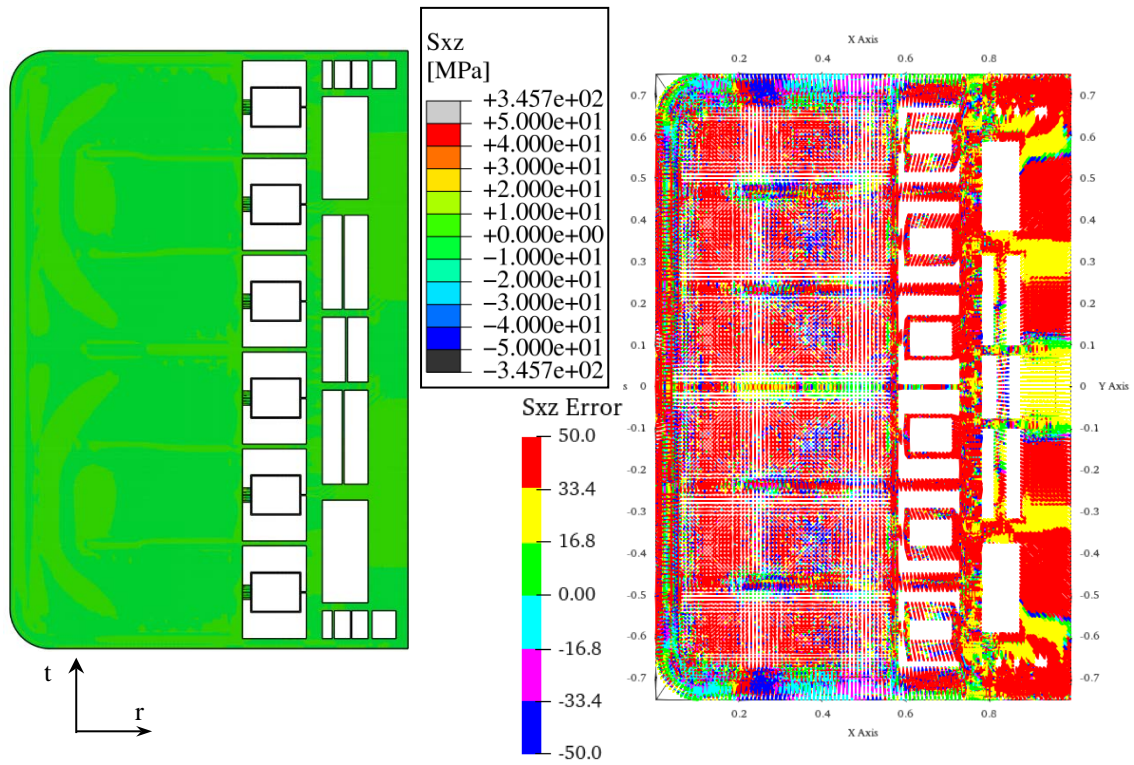 Sxz
[MPa]
+3.457e+02
+5.000e+01
+4.000e+01
+3.000e+01
+2.000e+01
+1.000e+01
+0.000e+00
−1.000e+01
−2.000e+01
−3.000e+01
−4.000e+01
−5.000e+01
−3.457e+02
t
r
Sxz Error
50.0
33.4
16.8
0.00
-16.8
-33.4
-50.0
X Axis
0.2 0.4 0.6 0.8
0.7 0.7
0.6 0.6
0.5 0.5
0.4 0.4
0.3 0.3
0.2 0.2
0.1 0.1
s 0 0 Y Axis
-0.1 -0.1
-0.2 -0.2
-0.3 -0.3
-0.4 -0.4
-0.5 -0.5
-0.6 -0.6
-0.7 -0.7
0.2 0.4 0.6 0.8
X Axis